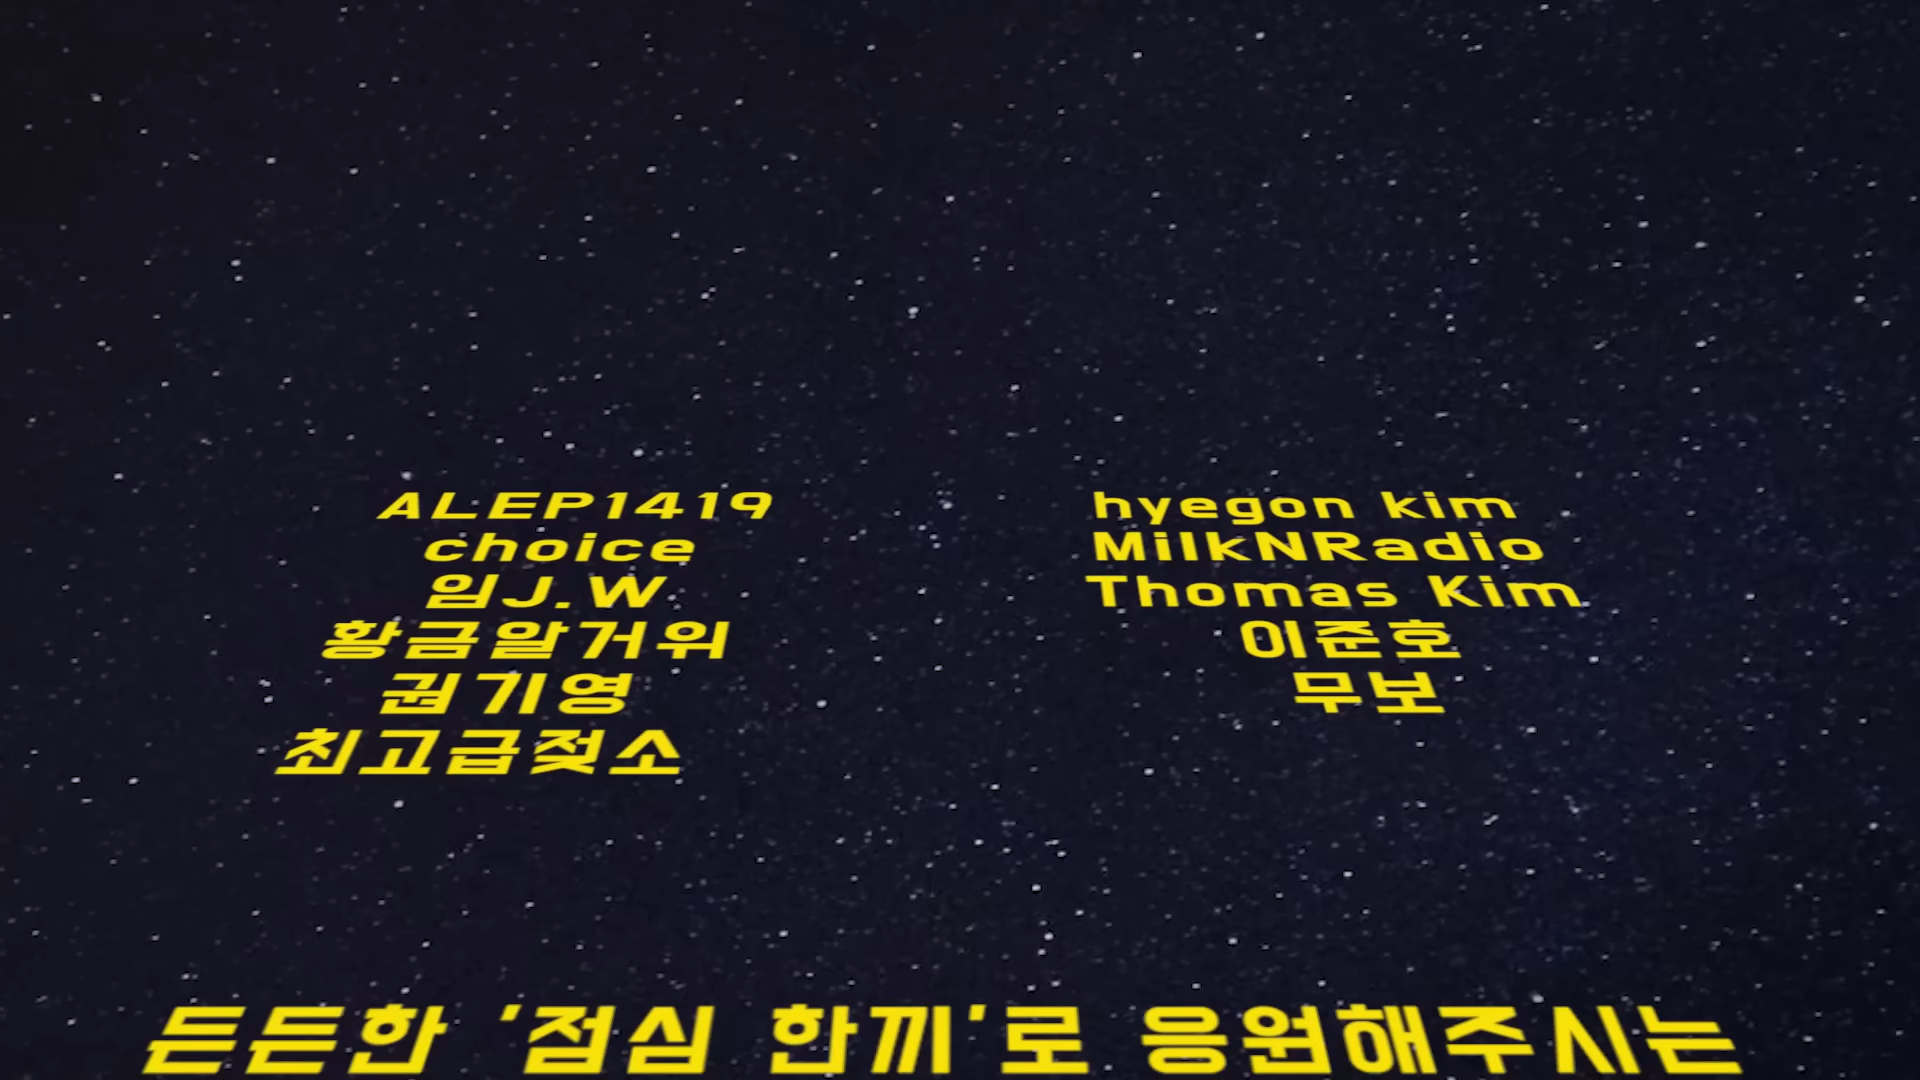 ALEP1419
choice
임J.W
황금알거위
권기영
최고급젖소
hyegon kim
MilkNRadio
Thomas Kim
이준호
무보
든든한 '점심 한끼'로 응원해주시는